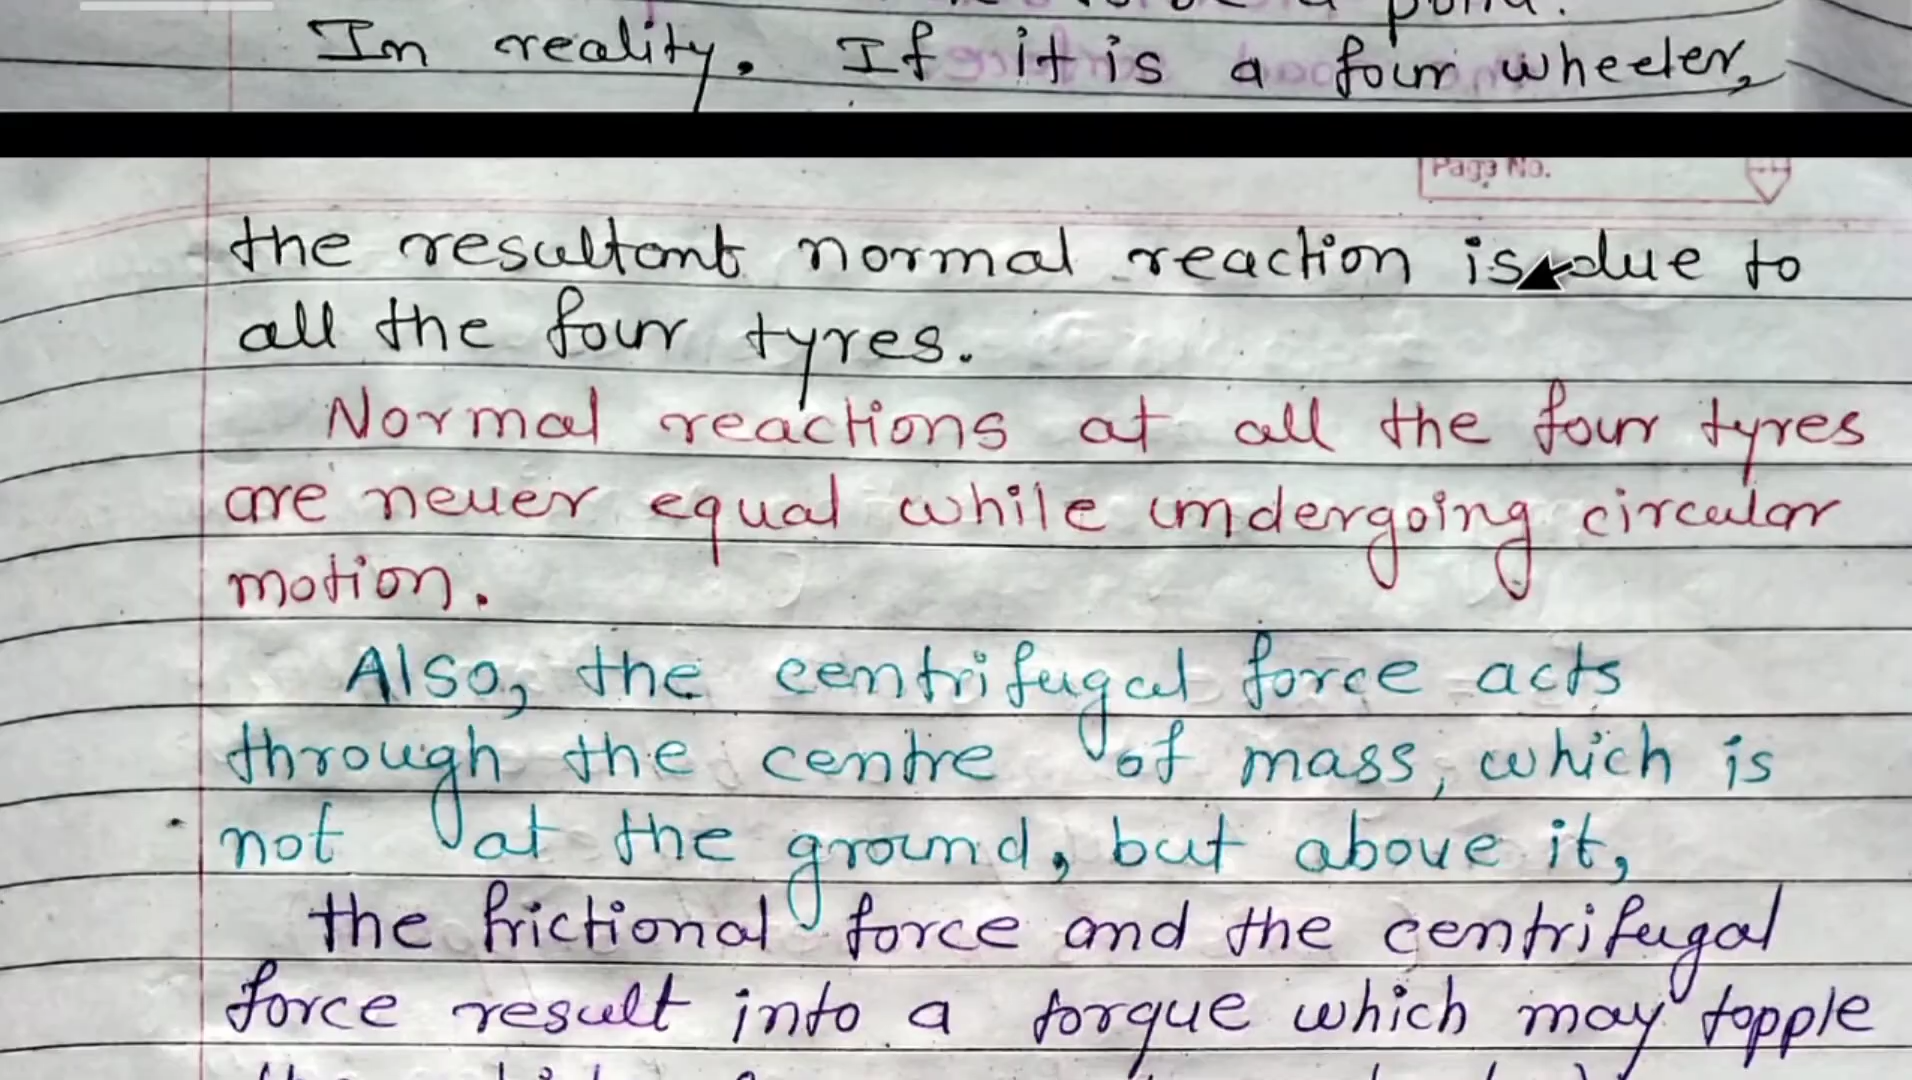 In reality. If it is a four wheeler,
Page No.
the resultant normal reaction is due to
all the four tyres.
Normal reactions at all the four tyres
are never equal while undergoing circular
motion.
Also, the centrifugal force acts
through the centre of mass, which is
not at the ground, but above it,
the frictional force and the centrifugal
force result into a torque which may topple